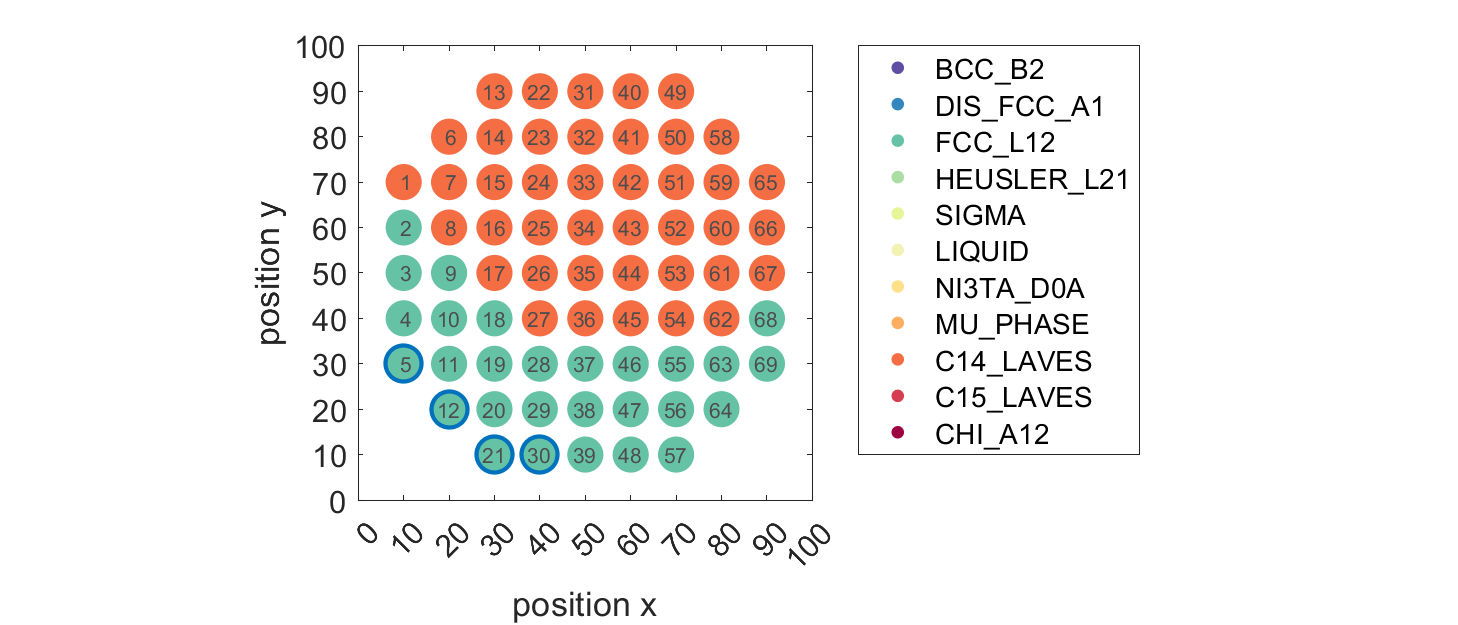 100
90 13 22 31 40 49
80 6 14 23 32 41 50 58
70 1 7 15 24 33 42 51 59 65
60 2 8 16 25 34 43 52 60 66
50 3 9 17 26 35 44 53 61 67
40 4 10 18 27 36 45 54 62 68
30 5 11 19 28 37 46 55 63 69
20 12 20 29 38 47 56 64
10 21 30 39 48 57
0
0 10 20 30 40 50 60 70 80 90 100
position x
position y
BCC_B2
DIS_FCC_A1
FCC_L12
HEUSLER_L21
SIGMA
LIQUID
NI3TA_D0A
MU_PHASE
C14_LAVES
C15_LAVES
CHI_A12